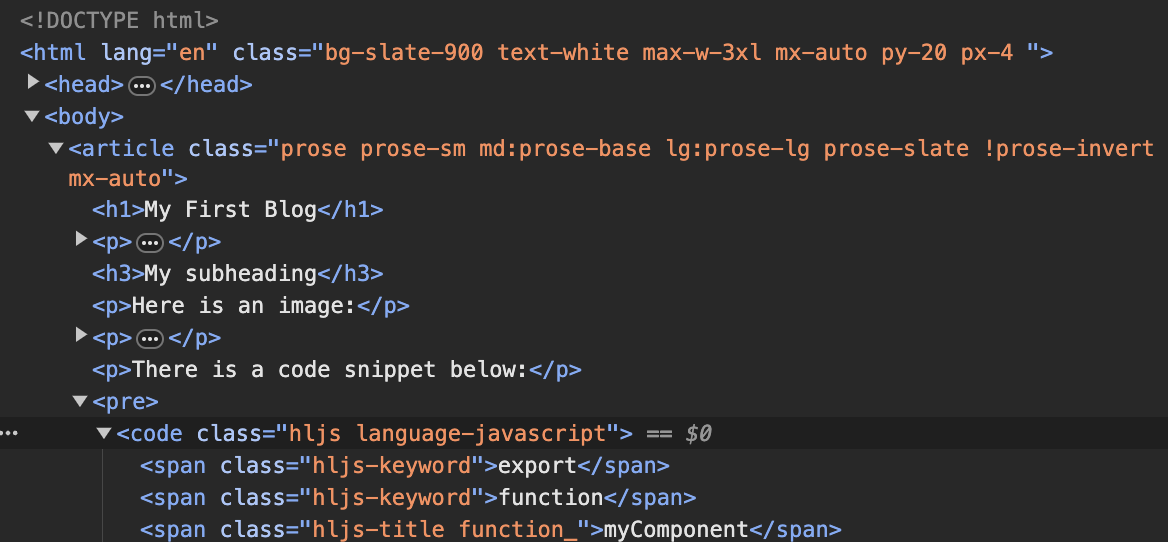 <!DOCTYPE html>
<html lang="en" class="bg-slate-900 text-white max-w-3xl mx-auto py-20 px-4 ">
▶<head>⋯</head>
▼<body>
▼<article class="prose prose-sm md:prose-base lg:prose-lg prose-slate !prose-invert
mx-auto">
<h1>My First Blog</h1>
▶<p>⋯</p>
<h3>My subheading</h3>
<p>Here is an image:</p>
▶<p>⋯</p>
<p>There is a code snippet below:</p>
▼<pre>
⋯ ▼<code class="hljs language-javascript"> == $0
<span class="hljs-keyword">export</span>
<span class="hljs-keyword">function</span>
<span class="hljs-title function_">myComponent</span>